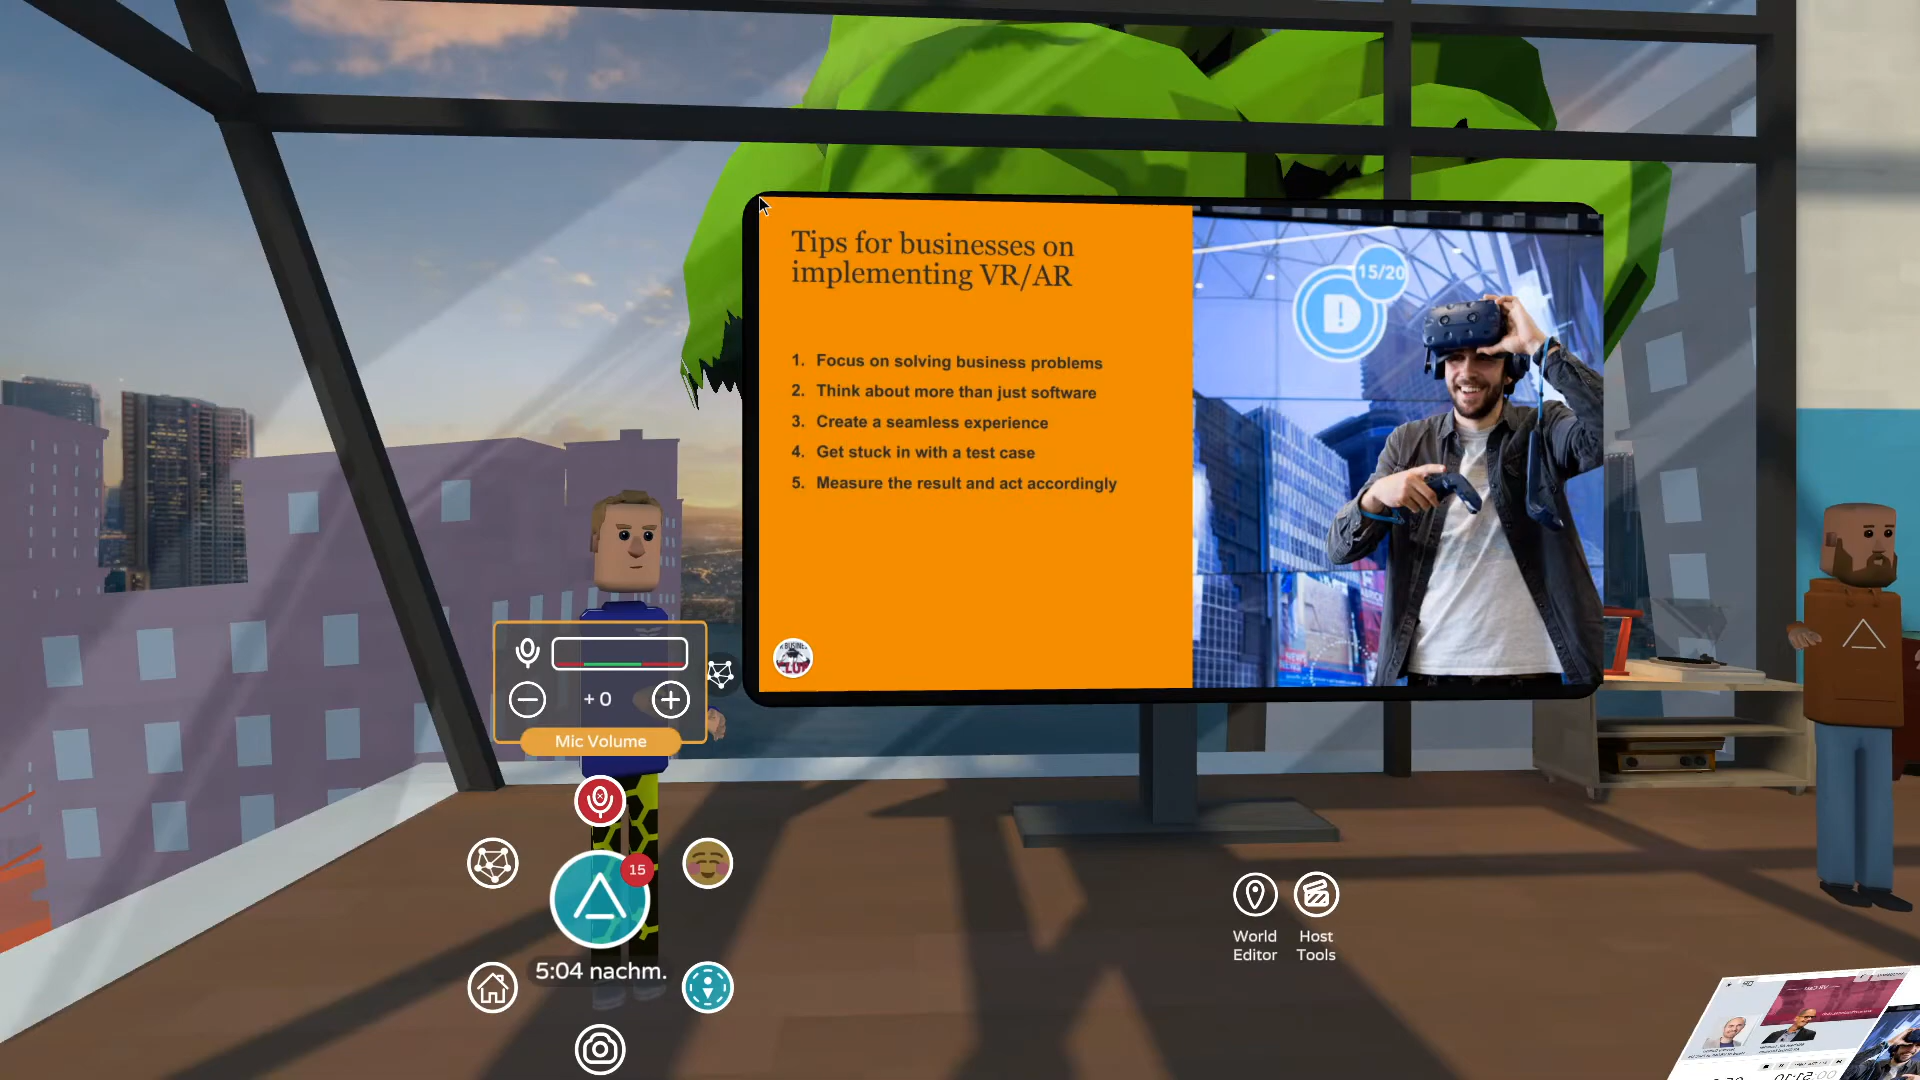 Tips for businesses on
implementing VR/AR
15/20
D!
1. Focus on solving business problems
2. Think about more than just software
3. Create a seamless experience
4. Get stuck in with a test case
5. Measure the result and act accordingly
+ 0
Mic Volume
15
5:04 nachm.
World
Editor
Host
Tools